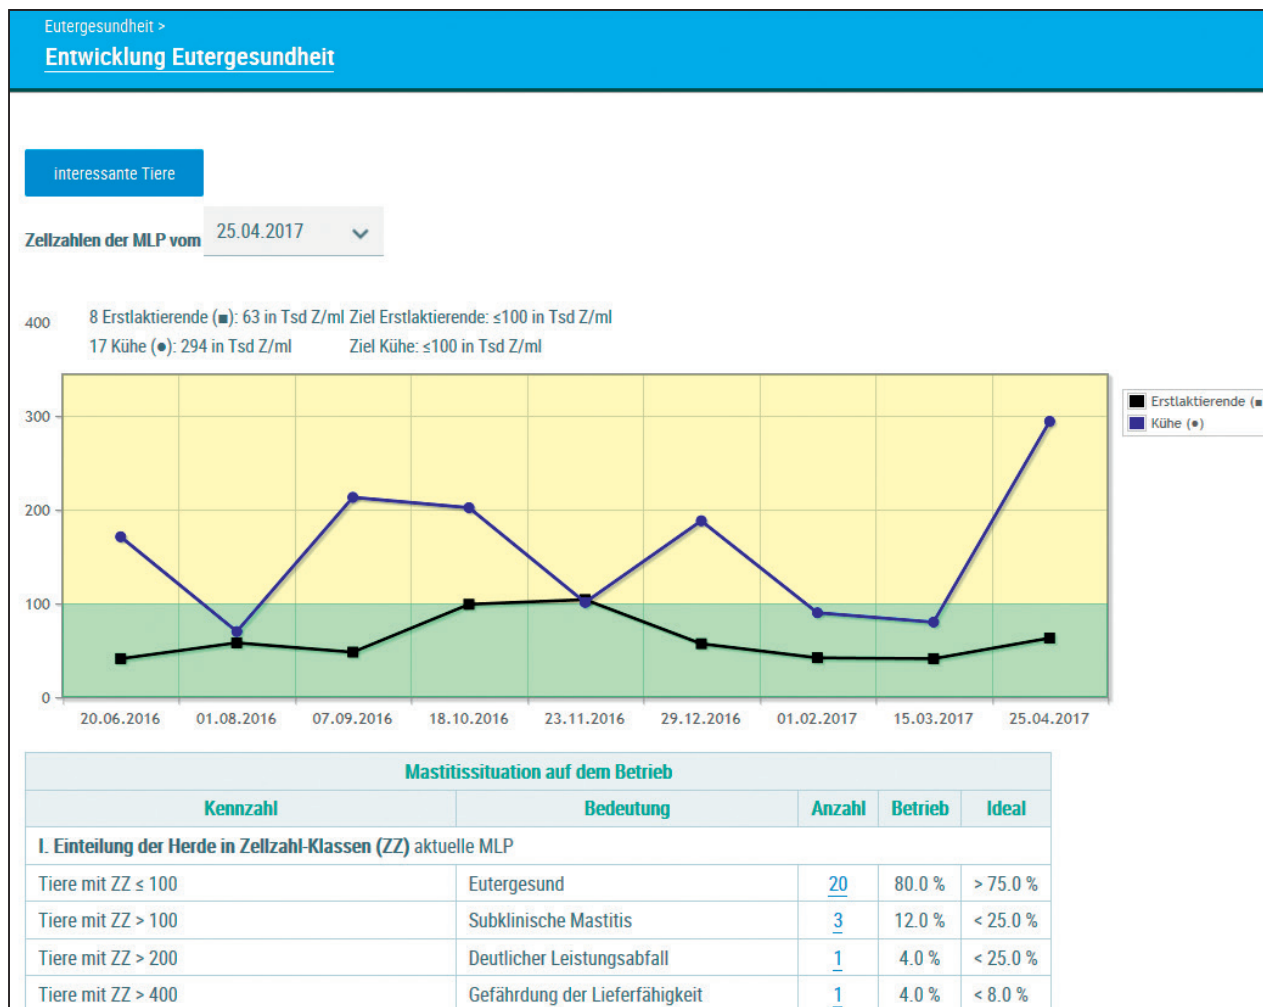 Eutergesundheit >
Entwicklung Eutergesundheit
interessante Tiere
Zellzahlen der MLP vom 25.04.2017
400 8 Erstlaktierende (■): 63 in Tsd Z/ml Ziel Erstlaktierende: ≤100 in Tsd Z/ml
17 Kühe (●): 294 in Tsd Z/ml Ziel Kühe: ≤100 in Tsd Z/ml
300
200
100
0
Erstlaktierende (■
Kühe (●)
20.06.2016 01.08.2016 07.09.2016 18.10.2016 23.11.2016 29.12.2016 01.02.2017 15.03.2017 25.04.2017
Mastitissituation auf dem Betrieb
Kennzahl Bedeutung Anzahl Betrieb Ideal
I. Einteilung der Herde in Zellzahl-Klassen (ZZ) aktuelle MLP
Tiere mit ZZ ≤ 100 Eutergesund 20 80.0 % > 75.0 %
Tiere mit ZZ > 100 Subklinische Mastitis 3 12.0 % < 25.0 %
Tiere mit ZZ > 200 Deutlicher Leistungsabfall 1 4.0 % < 25.0 %
Tiere mit ZZ > 400 Gefährdung der Lieferfähigkeit 1 4.0 % < 8.0 %